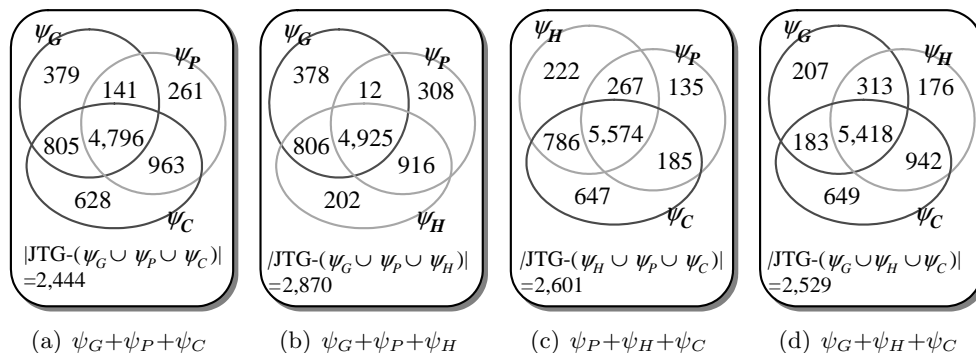 ψG
ψP
379
141
261
805
4,796
963
628
ψC
|JTG-(ψG ∪ ψP ∪ ψC)|
=2,444
(a) ψG+ψP+ψC
ψG
ψP
378
12
308
806
4,925
916
202
ψH
/JTG-(ψG ∪ ψP ∪ ψH)|
=2,870
(b) ψG+ψP+ψH
ψH
ψP
222
267
135
786
5,574
185
647
ψC
/JTG-(ψH ∪ ψP ∪ ψC)|
=2,601
(c) ψP+ψH+ψC
ψG
ψH
207
313
176
183
5,418
942
649
ψC
/JTG-(ψG ∪ ψH ∪ ψC)|
=2,529
(d) ψG+ψH+ψC